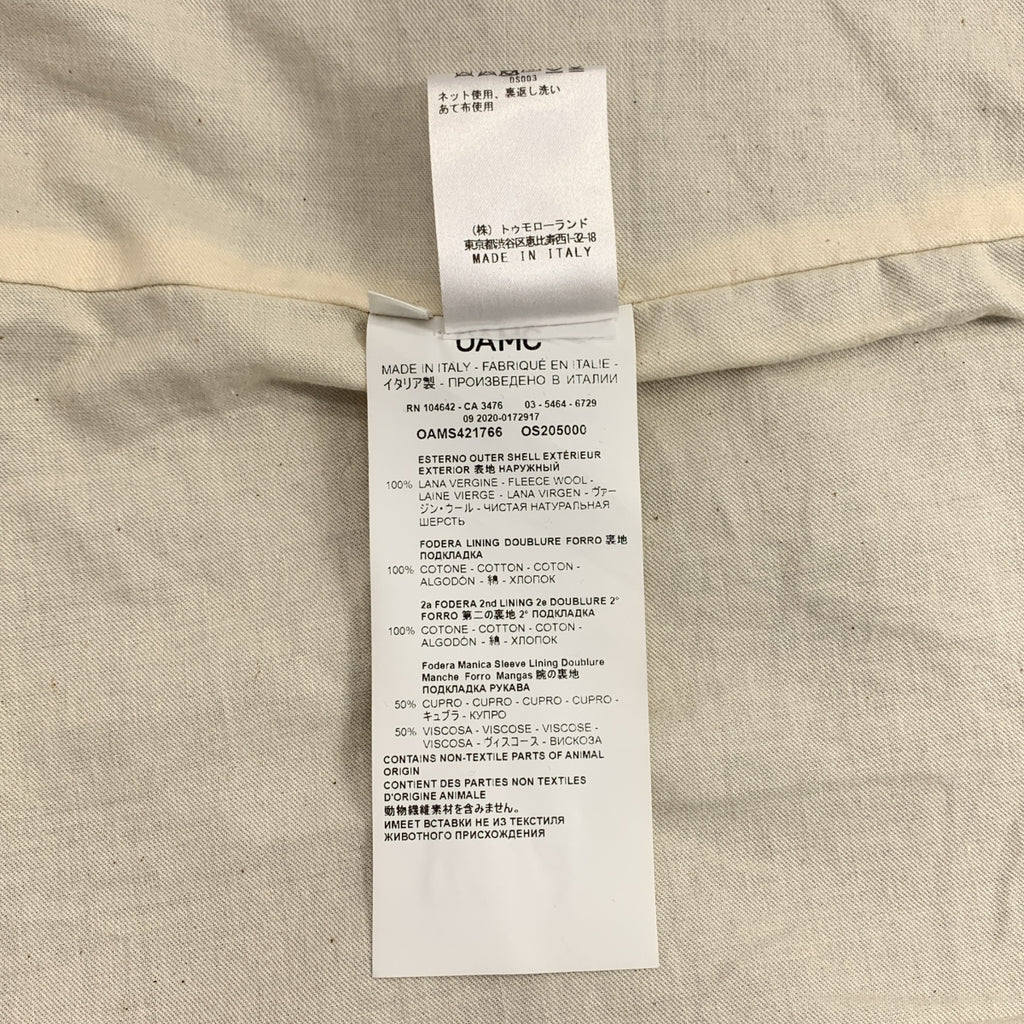 DS003
ネット使用、裏返し洗い
あて布使用
（株）トゥモローランド
東京都渋谷区恵比寿西1-32-18
MADE IN ITALY
OAMC
MADE IN ITALY - FABRIQUÉ EN ITALIE -
イタリア製 - ПРОИЗВЕДЕНО В ИТАЛИИ
RN 104642 - CA 3476 03 - 5464 - 6729
09 2020-0172917
OAMS421766 OS205000
ESTERNO OUTER SHELL EXTÉRIEUR
EXTERIOR 表地 НАРУЖНЫЙ
100% LANA VERGINE - FLEECE WOOL -
LAINE VIERGE - LANA VIRGEN - ヴァー
ジン・ウール - ЧИСТАЯ НАТУРАЛЬНАЯ
ШЕРСТЬ
FODERA LINING DOUBLURE FORRO 裏地
ПОДКЛАДКА
100% COTONE - COTTON - COTON -
ALGODÓN - 綿 - ХЛОПОК
2a FODERA 2nd LINING 2e DOUBLURE 2°
FORRO 第二の裏地 2° ПОДКЛАДКА
100% COTONE - COTTON - COTON -
ALGODÓN - 綿 - ХЛОПОК
Fodera Manica Sleeve Lining Doublure
Manche Forro Mangas 腕の裏地
ПОДКЛАДКА РУКАВА
50% CUPRO - CUPRO - CUPRO - CUPRO -
キュプラ - КУПРО
50% VISCOSA - VISCOSE - VISCOSE -
VISCOSA - ヴィスコース - ВИСКОЗА
CONTAINS NON-TEXTILE PARTS OF ANIMAL
ORIGIN
CONTIENT DES PARTIES NON TEXTILES
D'ORIGINE ANIMALE
動物繊維素材を含みません。
ИМЕЕТ ВСТАВКИ НЕ ИЗ ТЕКСТИЛЯ
ЖИВОТНОГО ПРИСХОЖДЕНИЯ